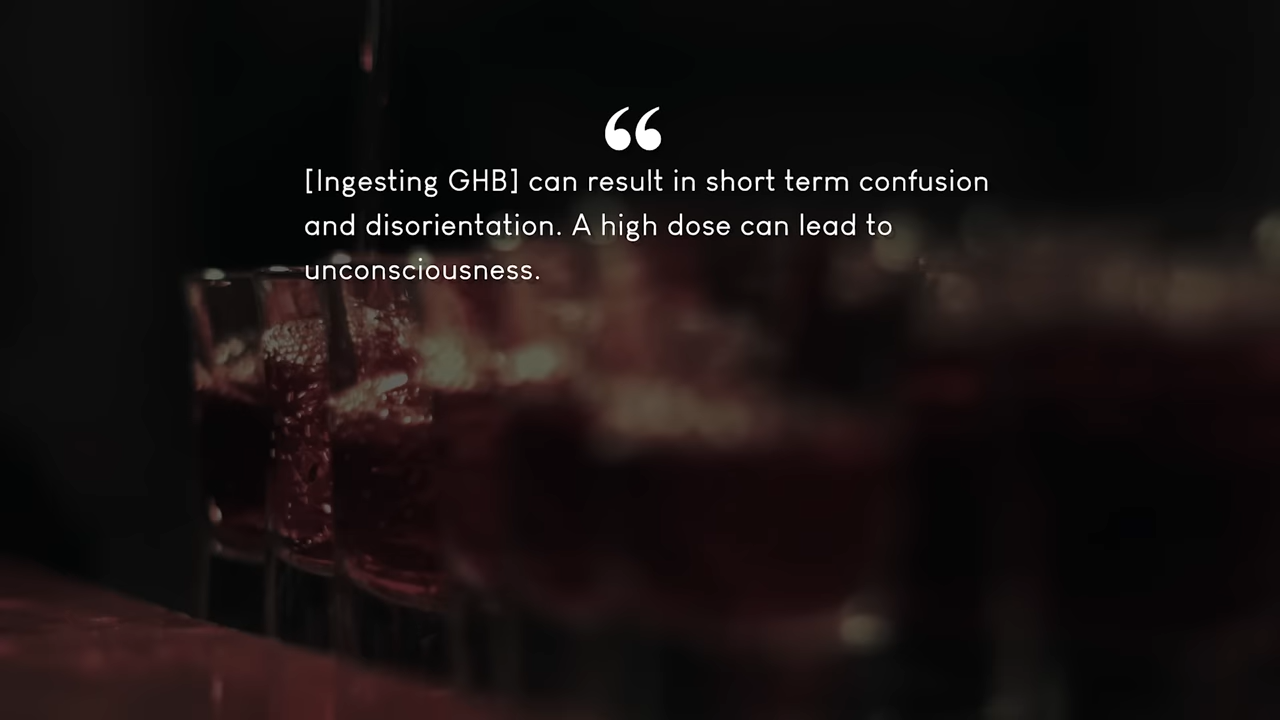 “
[Ingesting GHB] can result in short term confusion
and disorientation. A high dose can lead to
unconsciousness.